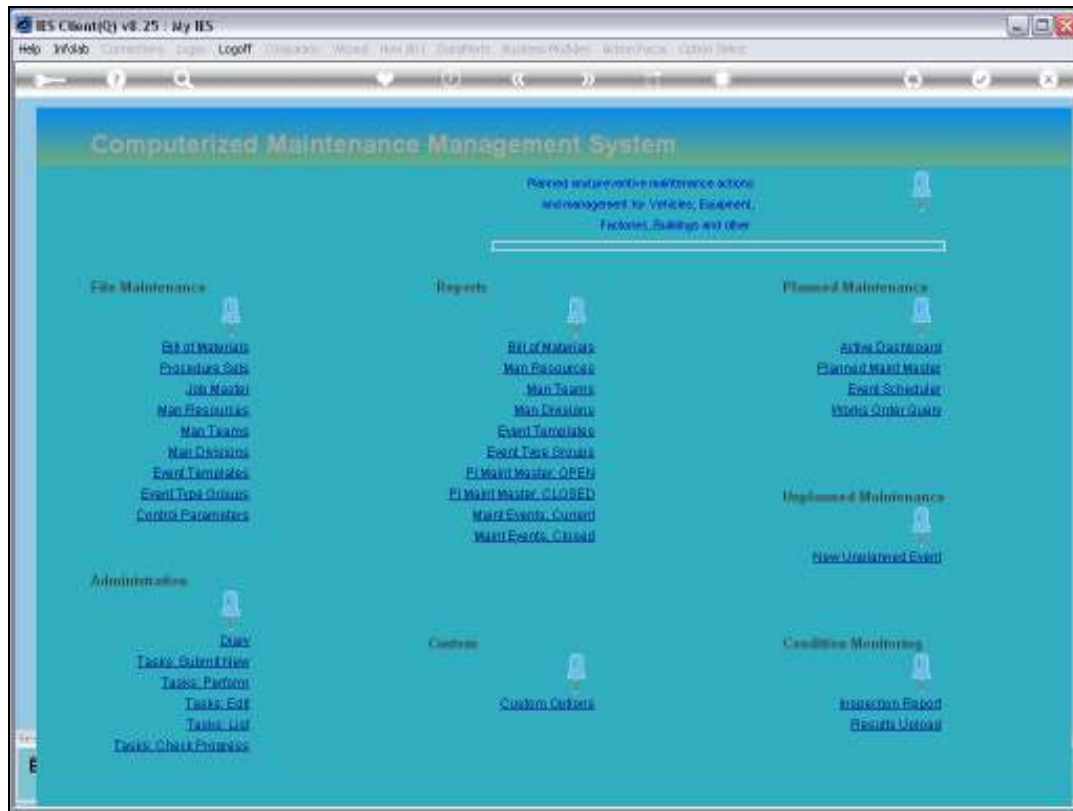 IES Client(Q) v8.25 : My IES
Help Infolab Logoff
Computerized Maintenance Management System
Planned and preventive maintenance actions
and management for Vehicles, Equipment,
Factories, Buildings and other
File Maintenance
Bill of Materials
Procedure Sets
Job Master
Man Resources
Man Teams
Man Divisions
Event Templates
Event Type Groups
Control Parameters
Reports
Bill of Materials
Man Resources
Man Teams
Man Divisions
Event Templates
Event Type Groups
Pl Maint Master, OPEN
Pl Maint Master, CLOSED
Maint Events, Current
Maint Events, Closed
Planned Maintenance
Active Dashboard
Planned Maint Master
Event Scheduler
Works Order Query
Unplanned Maintenance
New Unplanned Event
Administration
Diary
Tasks: Submit New
Tasks: Perform
Tasks: Edit
Tasks: List
Tasks: Check Progress
Custom
Custom Options
Condition Monitoring
Inspection Report
Results Upload